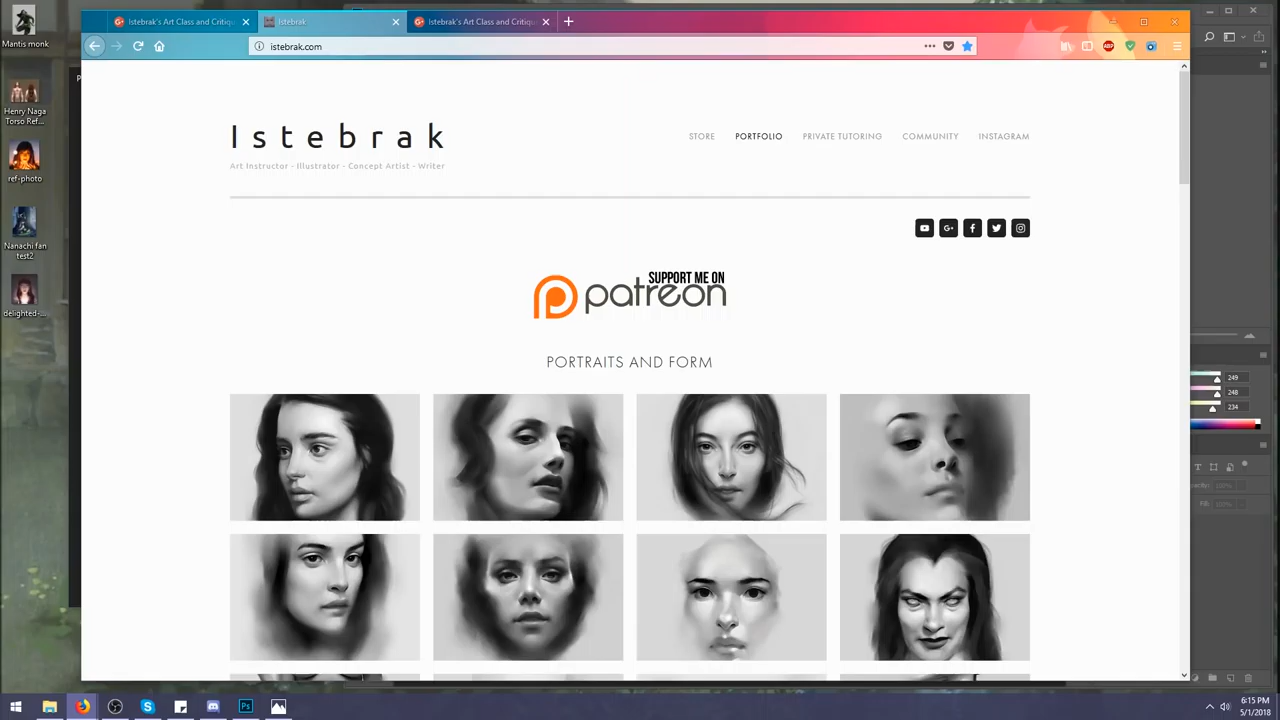 Istebrak's Art Class and Critiqu
Istebrak
Istebrak's Art Class and Critiqu
istebrak.com
ABP
Mantis monk
Henry Naga
Torso Ref...
ref-photo
Nanachi fan
test2
delighted-...
Istebrak
Art Instructor - Illustrator - Concept Artist - Writer
STORE
PORTFOLIO
PRIVATE TUTORING
COMMUNITY
INSTAGRAM
SUPPORT ME ON
patreon
PORTRAITS AND FORM
249
248
234
Ps
6:15 PM
5/1/2018